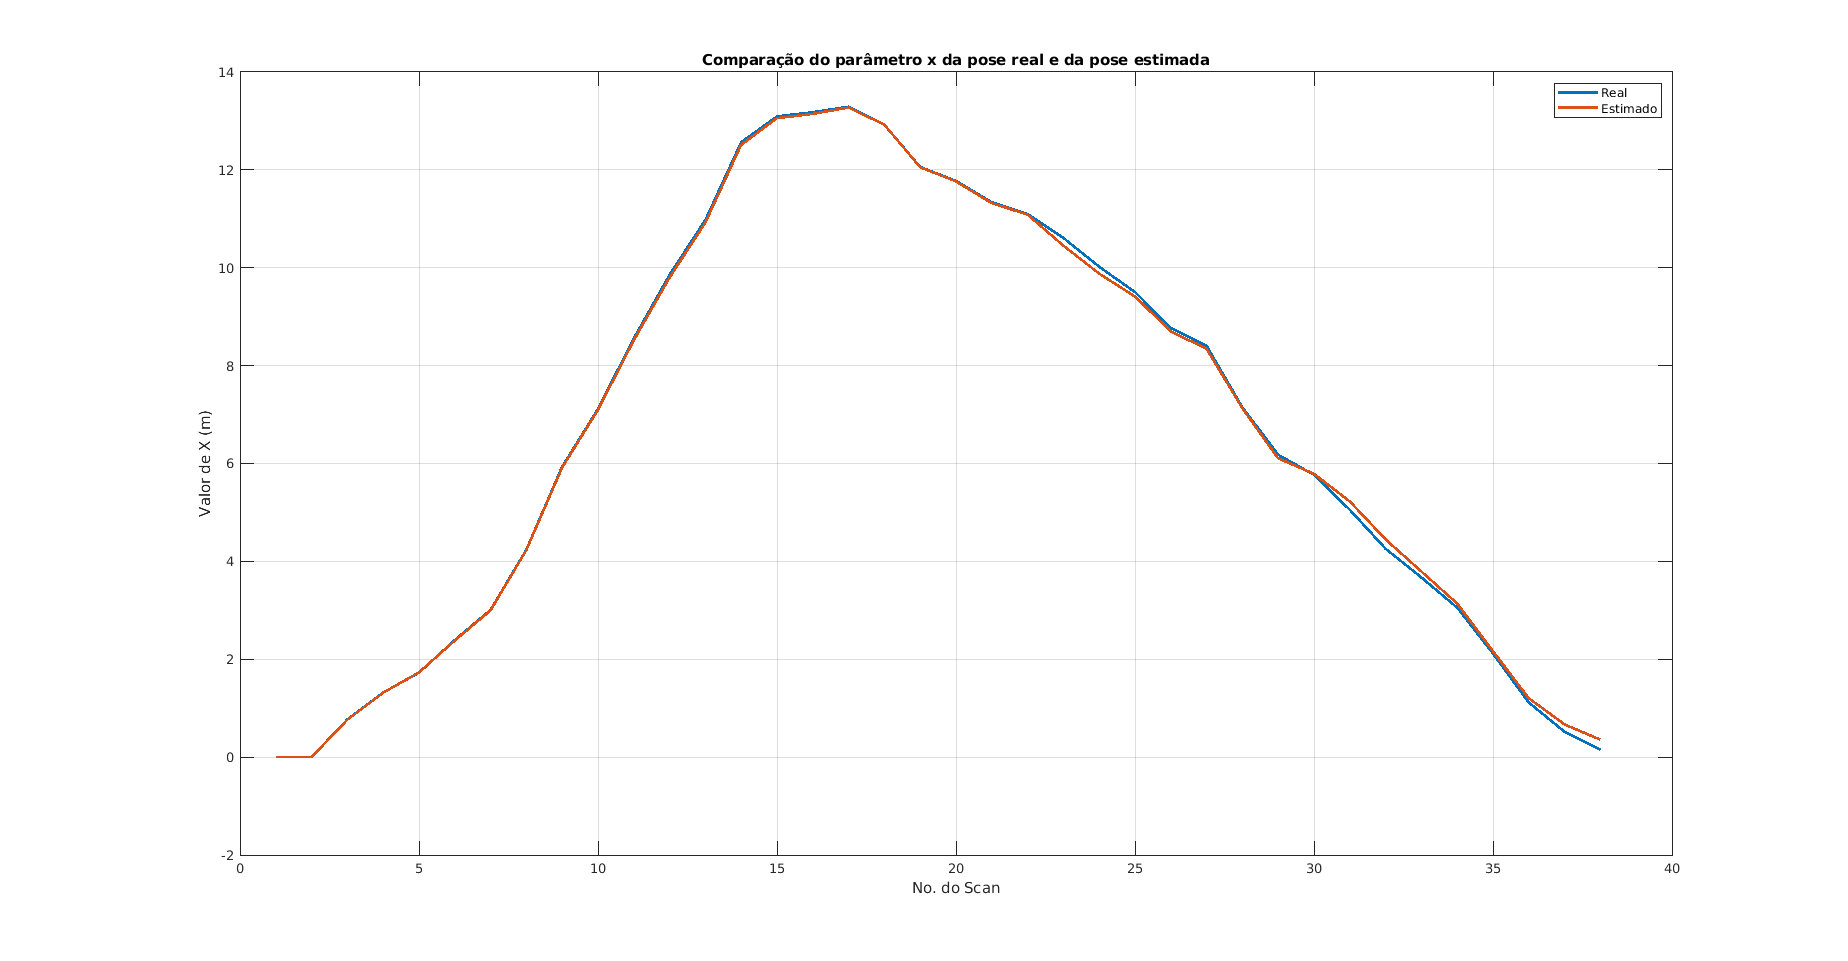 Comparação do parâmetro x da pose real e da pose estimada
14
12
10
8
6
4
2
0
-2
Valor de X (m)
Real
Estimado
0 5 10 15 20 25 30 35 40
No. do Scan